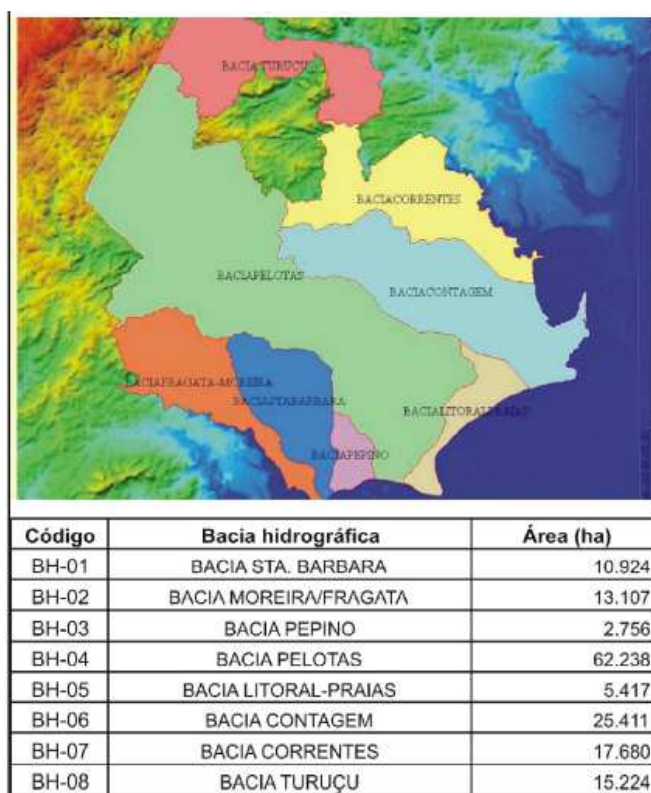 BACIA TURUÇU
BACIACORRENTES
BACIAPELOTAS
BACIACONTAGEM
BACIAFRAGATA-MOREIRA
BACIASTABARBARA
BACIALITORALPRAIAS
BACIAPEPINO
Código Bacia hidrográfica Área (ha)
BH-01 BACIA STA. BARBARA 10.924
BH-02 BACIA MOREIRA/FRAGATA 13.107
BH-03 BACIA PEPINO 2.756
BH-04 BACIA PELOTAS 62.238
BH-05 BACIA LITORAL-PRAIAS 5.417
BH-06 BACIA CONTAGEM 25.411
BH-07 BACIA CORRENTES 17.680
BH-08 BACIA TURUÇU 15.224